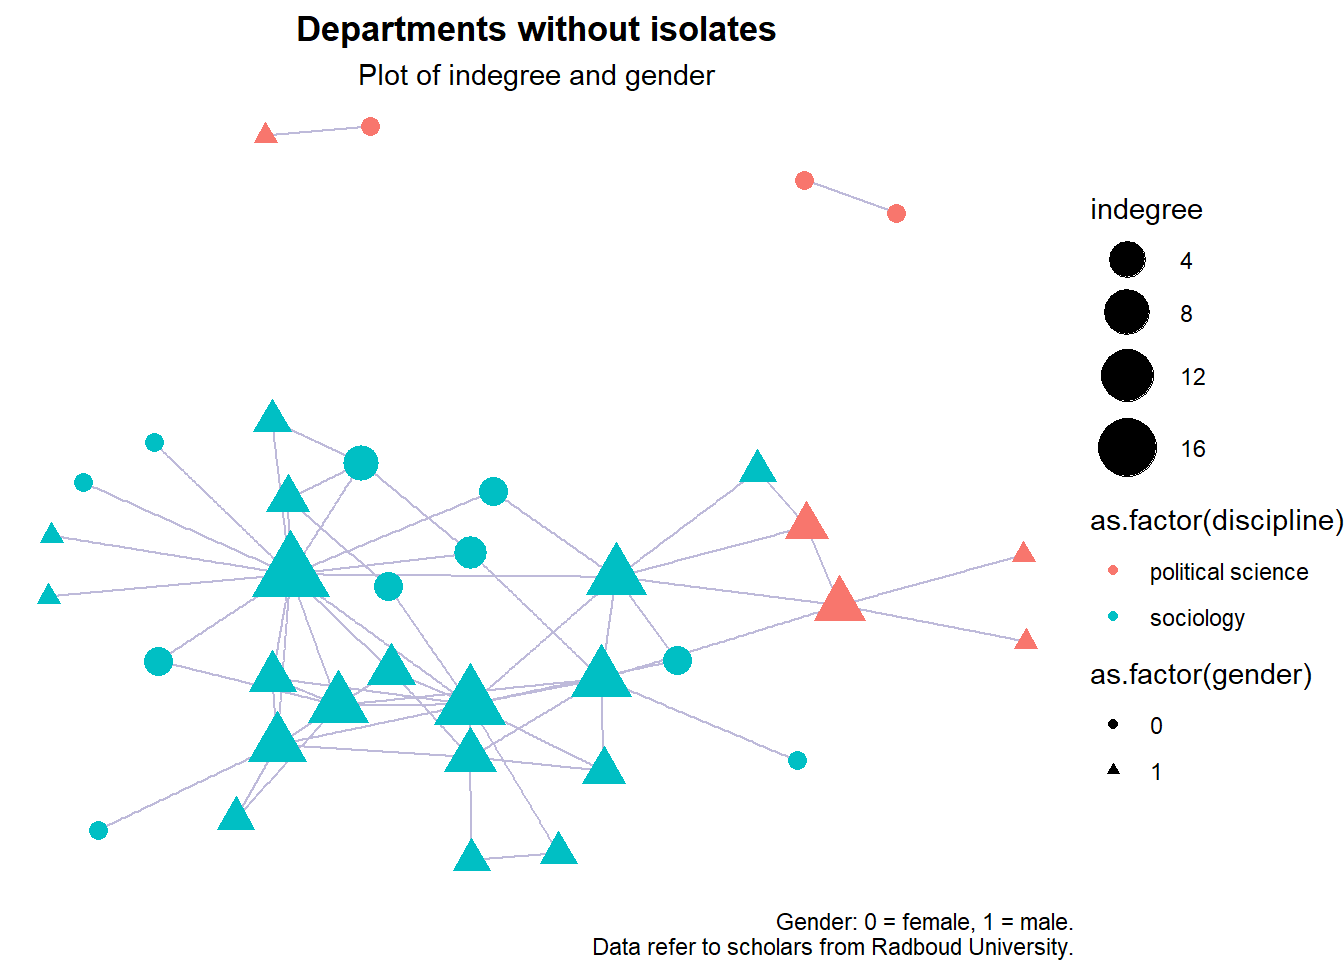 Departments without isolates
Plot of indegree and gender
indegree
4
8
12
16
as.factor(discipline)
political science
sociology
as.factor(gender)
0
1
Gender: 0 = female, 1 = male.
Data refer to scholars from Radboud University.